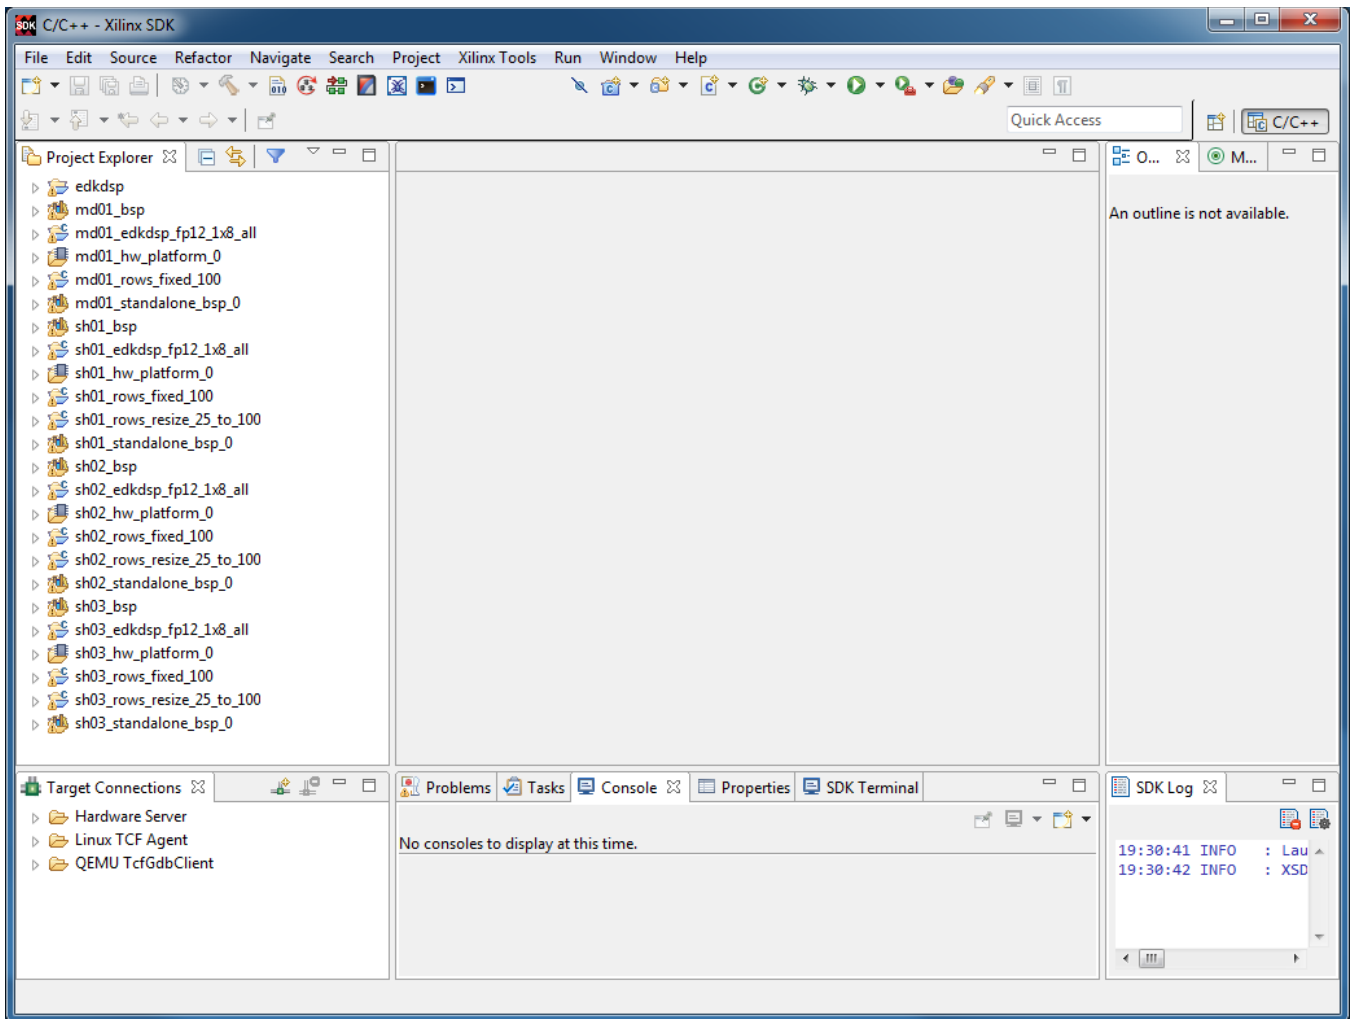 SDK C/C++ - Xilinx SDK
File Edit Source Refactor Navigate Search Project Xilinx Tools Run Window Help
Quick Access
C/C++
Project Explorer
edkdsp
md01_bsp
md01_edkdsp_fp12_1x8_all
md01_hw_platform_0
md01_rows_fixed_100
md01_standalone_bsp_0
sh01_bsp
sh01_edkdsp_fp12_1x8_all
sh01_hw_platform_0
sh01_rows_fixed_100
sh01_rows_resize_25_to_100
sh01_standalone_bsp_0
sh02_bsp
sh02_edkdsp_fp12_1x8_all
sh02_hw_platform_0
sh02_rows_fixed_100
sh02_rows_resize_25_to_100
sh02_standalone_bsp_0
sh03_bsp
sh03_edkdsp_fp12_1x8_all
sh03_hw_platform_0
sh03_rows_fixed_100
sh03_rows_resize_25_to_100
sh03_standalone_bsp_0
O... M...
An outline is not available.
Target Connections
Hardware Server
Linux TCF Agent
QEMU TcfGdbClient
Problems Tasks Console Properties SDK Terminal
No consoles to display at this time.
SDK Log
19:30:41 INFO : Lau
19:30:42 INFO : XSD